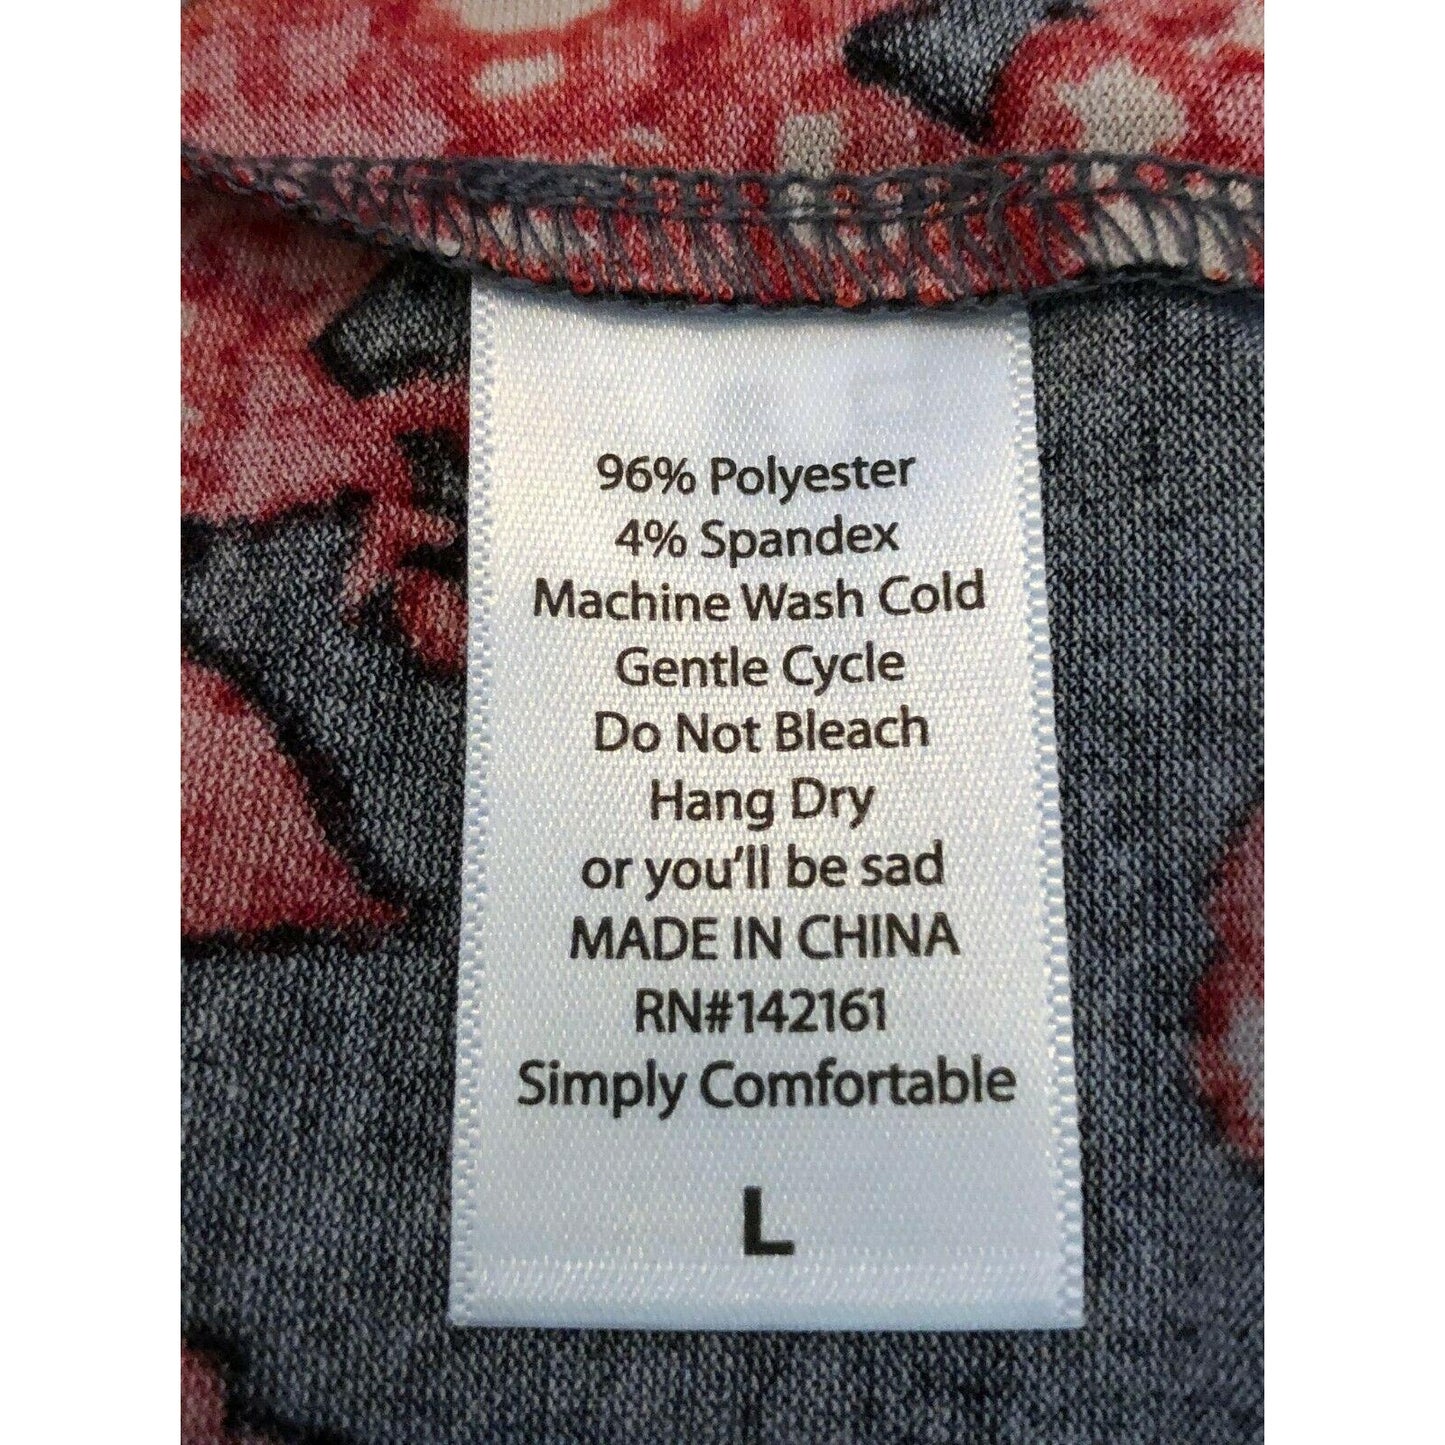 96% Polyester
4% Spandex
Machine Wash Cold
Gentle Cycle
Do Not Bleach
Hang Dry
or you'll be sad
MADE IN CHINA
RN#142161
Simply Comfortable
L